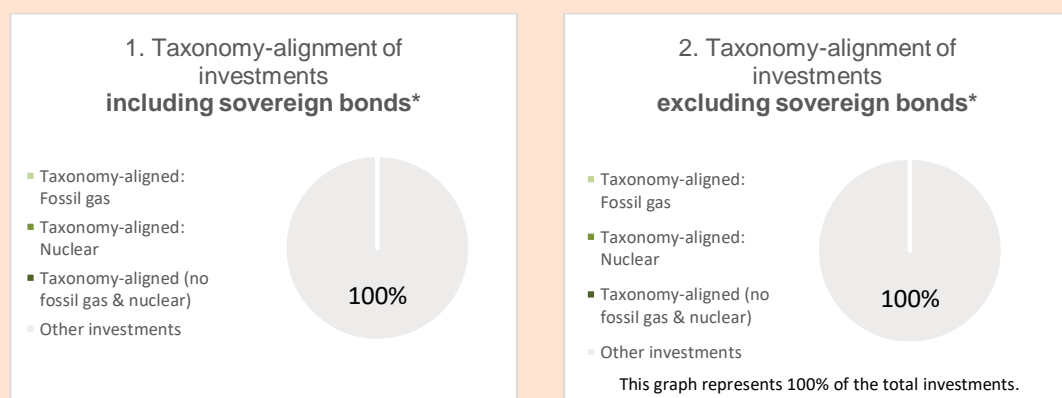 1. Taxonomy-alignment of
investments
including sovereign bonds*
Taxonomy-aligned:
Fossil gas
Taxonomy-aligned:
Nuclear
Taxonomy-aligned (no
fossil gas & nuclear)
Other investments
100%
2. Taxonomy-alignment of
investments
excluding sovereign bonds*
Taxonomy-aligned:
Fossil gas
Taxonomy-aligned:
Nuclear
Taxonomy-aligned (no
fossil gas & nuclear)
Other investments
100%
This graph represents 100% of the total investments.